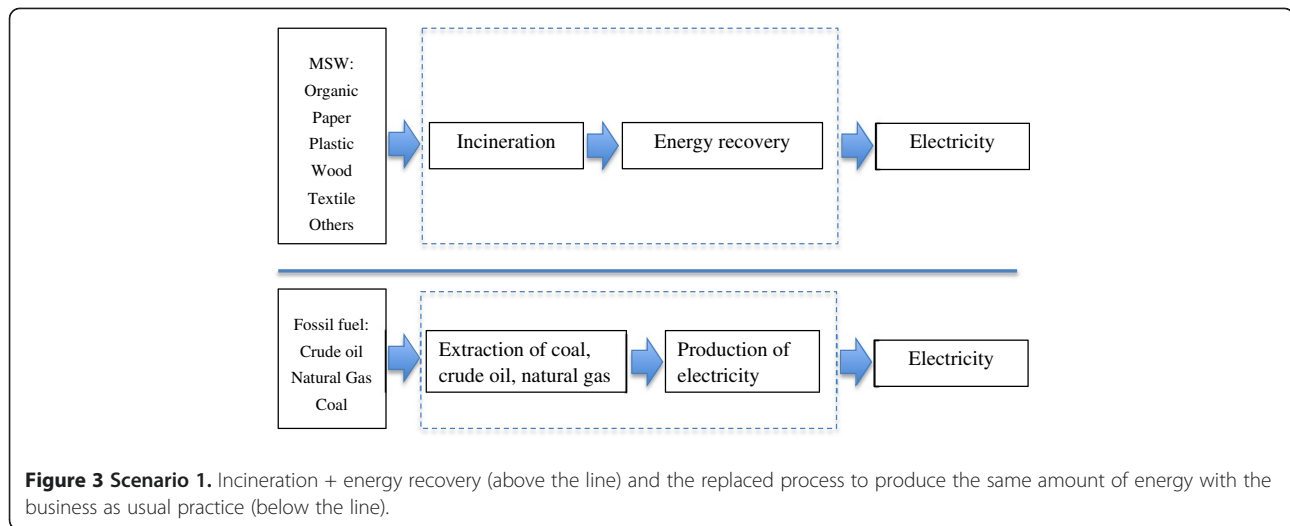 MSW:
Organic
Paper
Plastic
Wood
Textile
Others
Incineration
Energy recovery
Electricity
Fossil fuel:
Crude oil
Natural Gas
Coal
Extraction of coal,
crude oil, natural gas
Production of
electricity
Electricity
Figure 3 Scenario 1. Incineration + energy recovery (above the line) and the replaced process to produce the same amount of energy with the
business as usual practice (below the line).